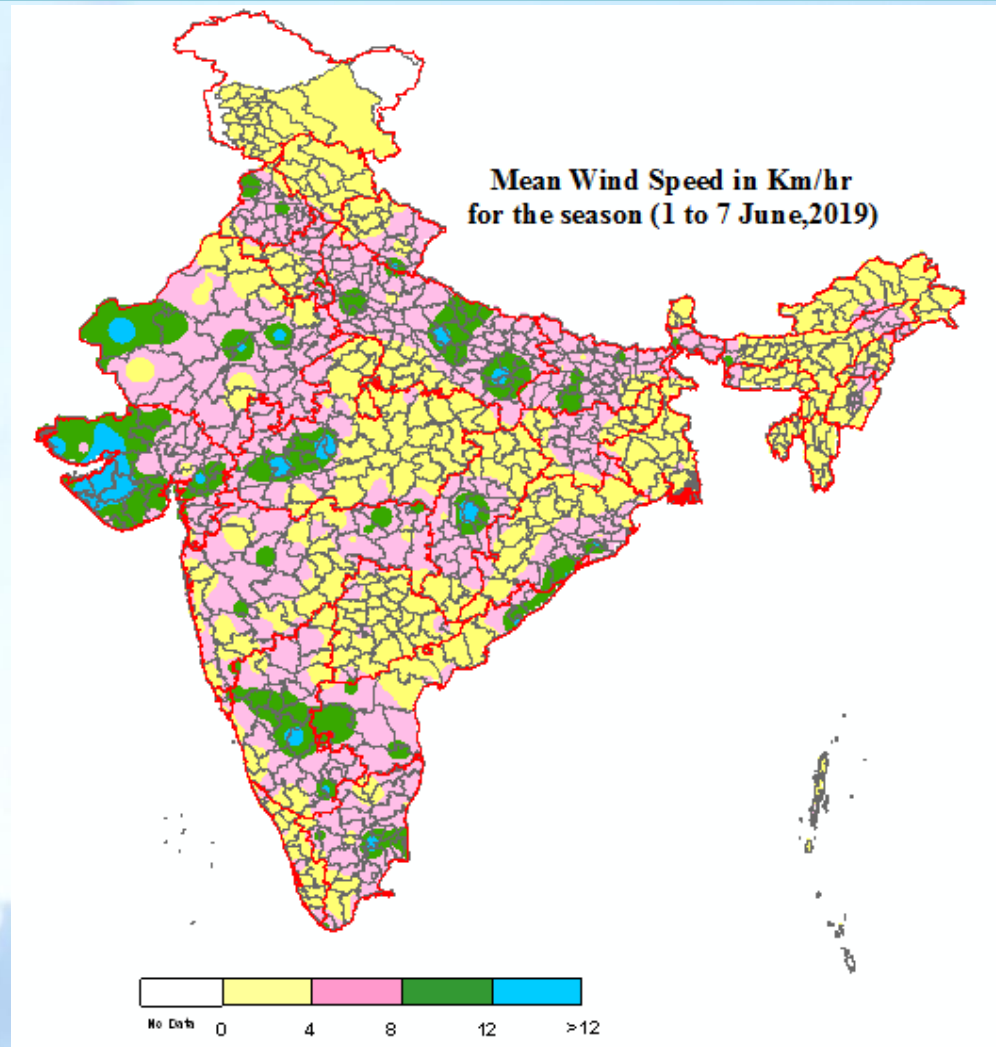 Mean Wind Speed in Km/hr
for the season (1 to 7 June,2019)
No Data 0 4 8 12 >12